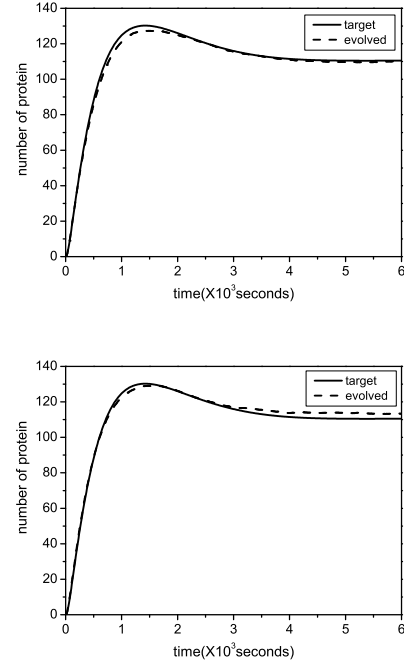 140
120
100
80
60
40
20
0
number of protein
target
evolved
0 1 2 3 4 5 6
time(X10³seconds)
140
120
100
80
60
40
20
0
number of protein
target
evolved
0 1 2 3 4 5 6
time(X10³seconds)